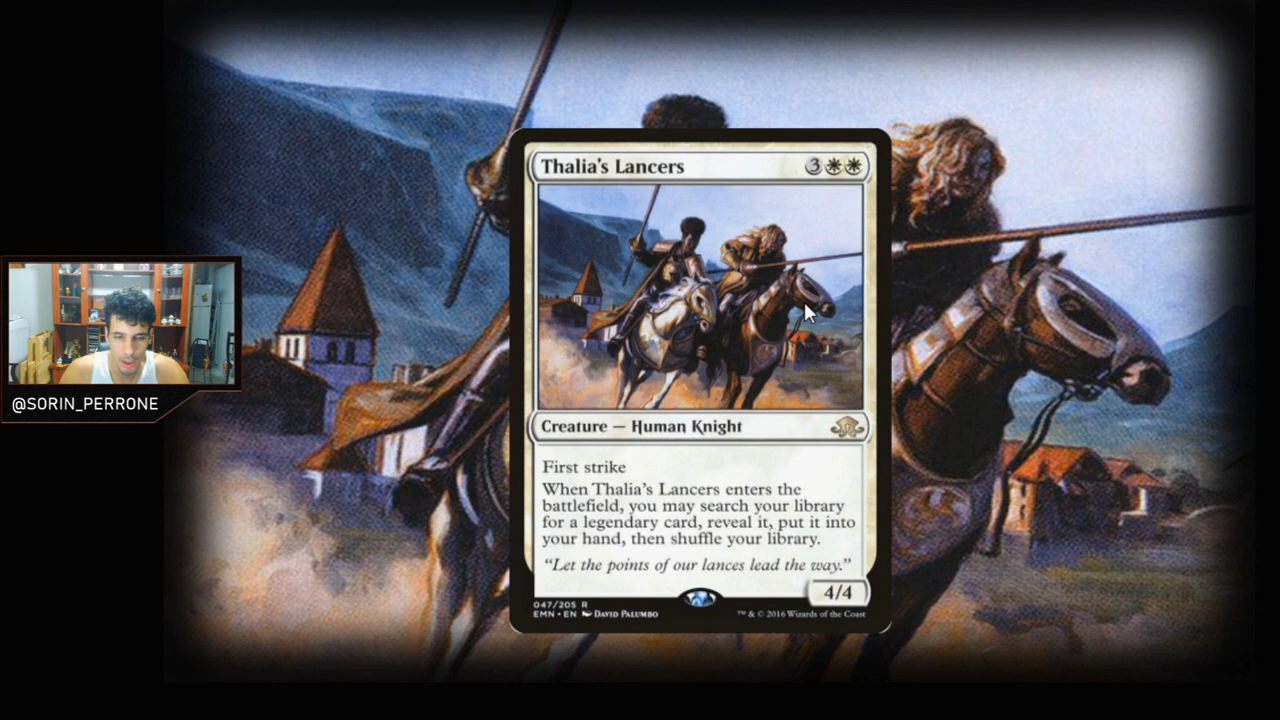 Thalia's Lancers 3
Creature — Human Knight
First strike
When Thalia's Lancers enters the
battlefield, you may search your library
for a legendary card, reveal it, put it into
your hand, then shuffle your library.
"Let the points of our lances lead the way."
4/4
047/205 R
EMN • EN DAVID PALUMBO
™ & © 2016 Wizards of the Coast
@SORIN_PERRONE